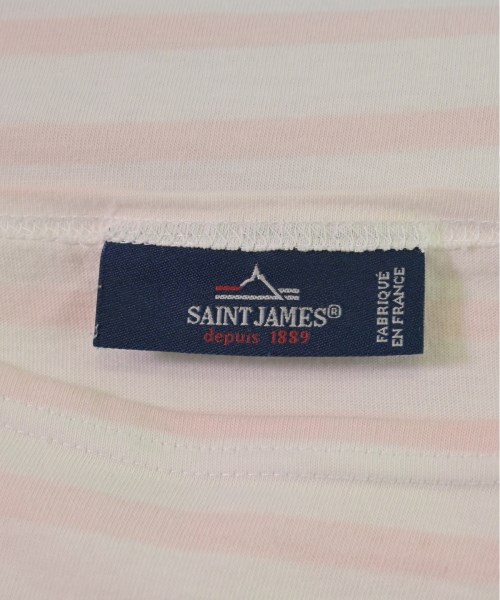 SAINT JAMES®
depuis 1889
FABRIQUÉ
EN FRANCE